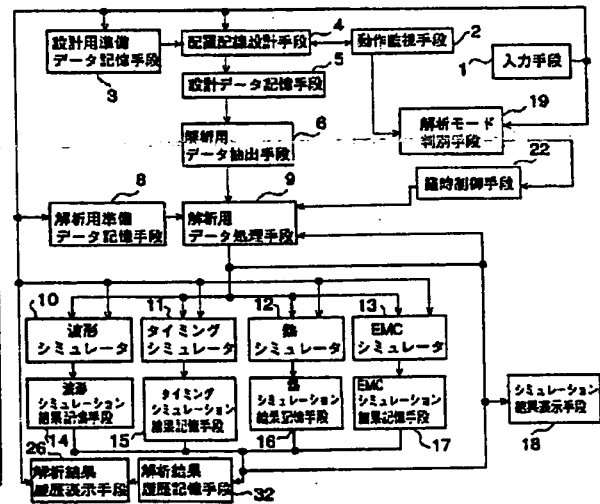 4
2
設計用準備
データ記憶手段
配置配線設計手段
動作監視手段
1
入力手段
3
5
設計データ記憶手段
19
6
解析モード
判別手段
解析用
データ抽出手段
22
8
9
臨時制御手段
解析用準備
データ記憶手段
解析用
データ処理手段
10
11
12
13
波形
シミュレータ
タイミング
シミュレータ
熱
シミュレータ
EMC
シミュレータ
波形
シミュレーション
結果記憶手段
タイミング
シミュレーション
結果記憶手段
熱
シミュレーション
結果記憶手段
EMC
シミュレーション
結果記憶手段
シミュレーション
結果表示手段
14
15
16
17
18
26
解析結果
履歴表示手段
解析結果
履歴記憶手段
32